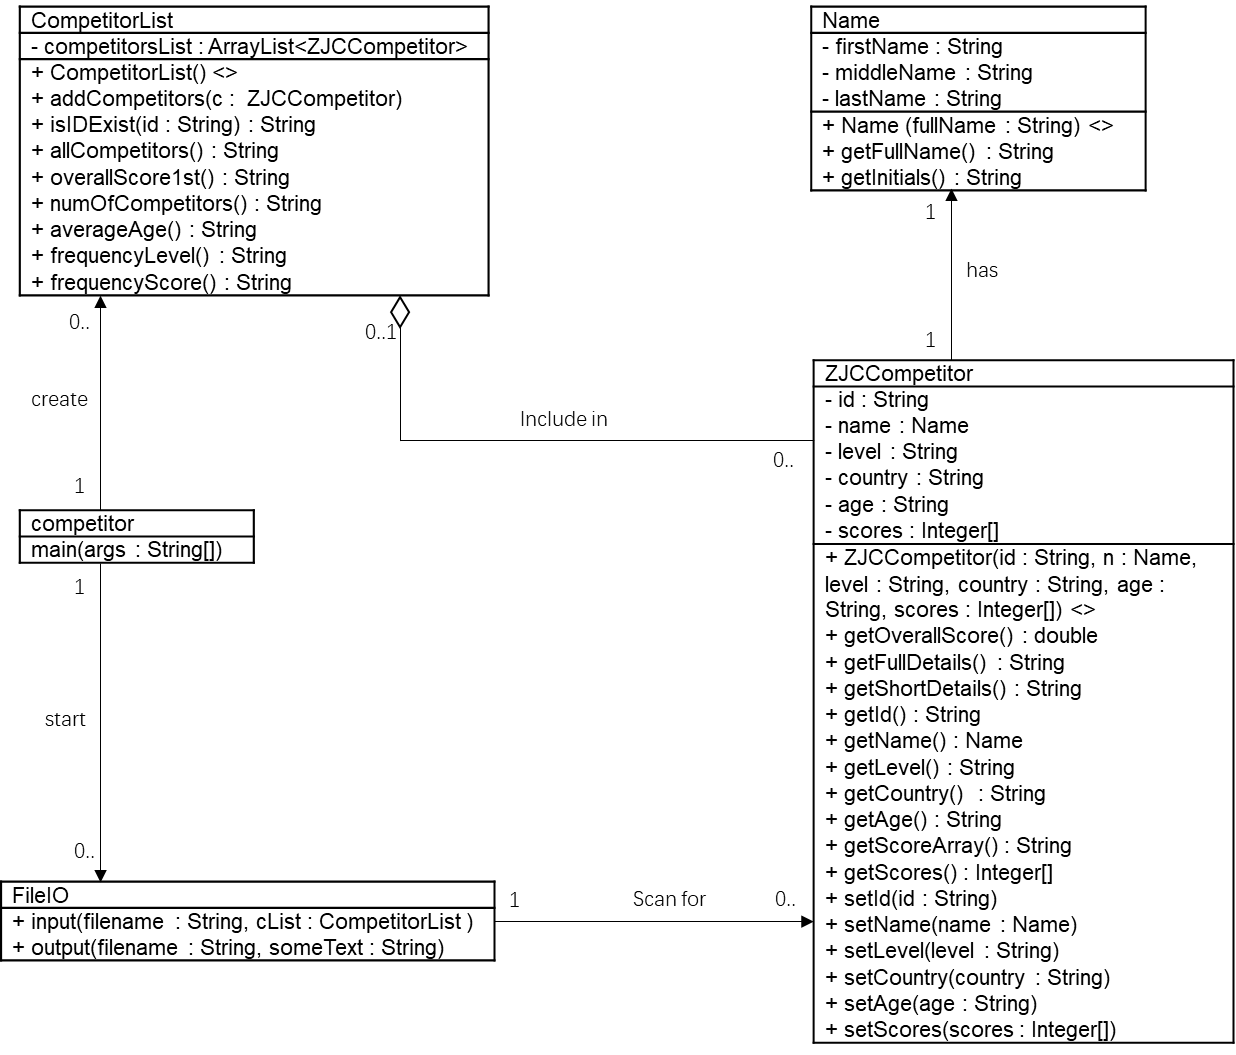 CompetitorList
- competitorsList : ArrayList<ZJCCompetitor>
+ CompetitorList() <>
+ addCompetitors(c : ZJCCompetitor)
+ isIDExist(id : String) : String
+ allCompetitors() : String
+ overallScore1st() : String
+ numOfCompetitors() : String
+ averageAge() : String
+ frequencyLevel() : String
+ frequencyScore() : String
Name
- firstName : String
- middleName : String
- lastName : String
+ Name (fullName : String) <>
+ getFullName() : String
+ getInitials() : String
1
has
1
0..
create
1
0..1
Include in
0..
competitor
main(args : String[])
1
start
0..
FileIO
+ input(filename : String, cList : CompetitorList )
+ output(filename : String, someText : String)
1
Scan for
0..
ZJCCompetitor
- id : String
- name : Name
- level : String
- country : String
- age : String
- scores : Integer[]
+ ZJCCompetitor(id : String, n : Name,
level : String, country : String, age :
String, scores : Integer[]) <>
+ getOverallScore() : double
+ getFullDetails() : String
+ getShortDetails() : String
+ getId() : String
+ getName() : Name
+ getLevel() : String
+ getCountry() : String
+ getAge() : String
+ getScoreArray() : String
+ getScores() : Integer[]
+ setId(id : String)
+ setName(name : Name)
+ setLevel(level : String)
+ setCountry(country : String)
+ setAge(age : String)
+ setScores(scores : Integer[])